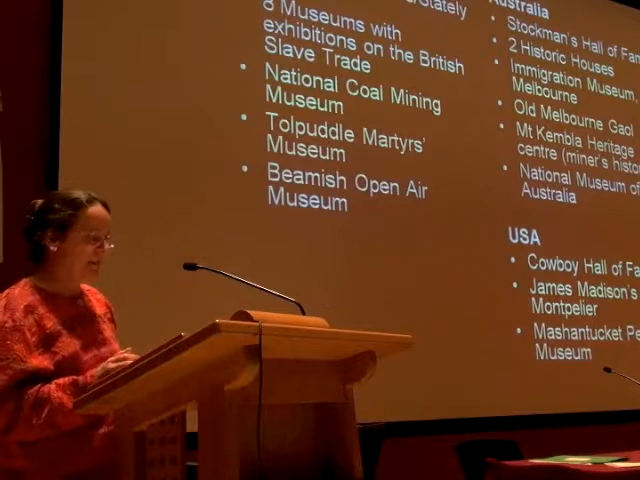 /Stately
8 Museums with
exhibitions on the British
Slave Trade
• National Coal Mining
Museum
• Tolpuddle Martyrs'
Museum
• Beamish Open Air
Museum
Australia
• Stockman's Hall of
• 2 Historic Houses
• Immigration Museum,
Melbourne
• Old Melbourne Gaol
• Mt Kembla Heritage
centre (miner's
• National Museum of
Australia
USA
• Cowboy Hall of
• James Madison's
Montpelier
• Mashantucket
Museum